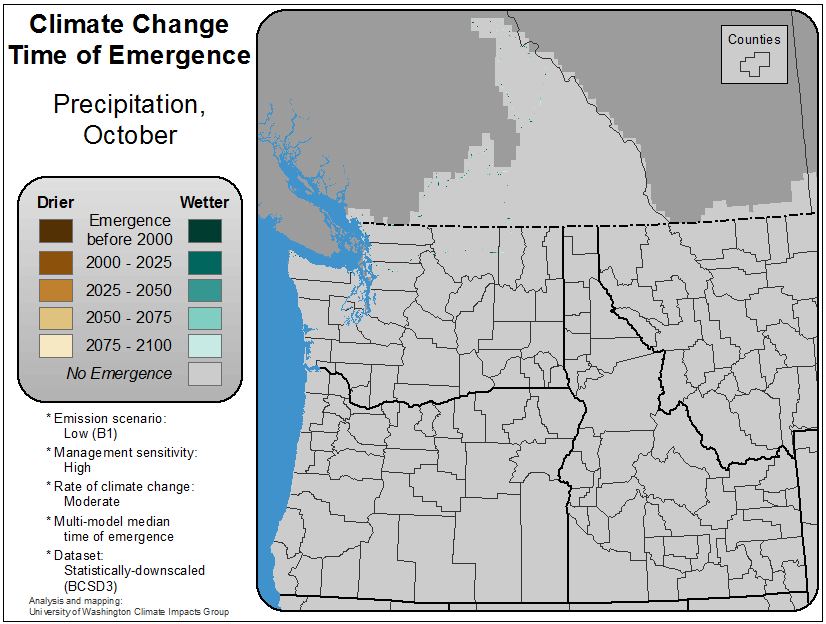 Climate Change
Time of Emergence
Precipitation,
October
Counties
Drier Wetter
Emergence
before 2000
2000 - 2025
2025 - 2050
2050 - 2075
2075 - 2100
No Emergence
* Emission scenario:
Low (B1)
* Management sensitivity:
High
* Rate of climate change:
Moderate
* Multi-model median
time of emergence
* Dataset:
Statistically-downscaled
(BCSD3)
Analysis and mapping:
University of Washington Climate Impacts Group